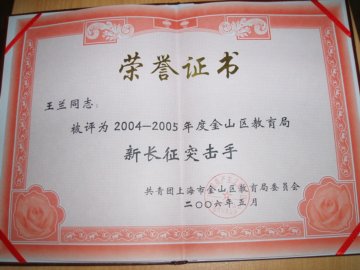 荣誉证书
王兰同志:
被评为2004—2005年度金山区教育局
新长征突击手
共青团上海市金山区教育局委员会
二〇〇六年五月